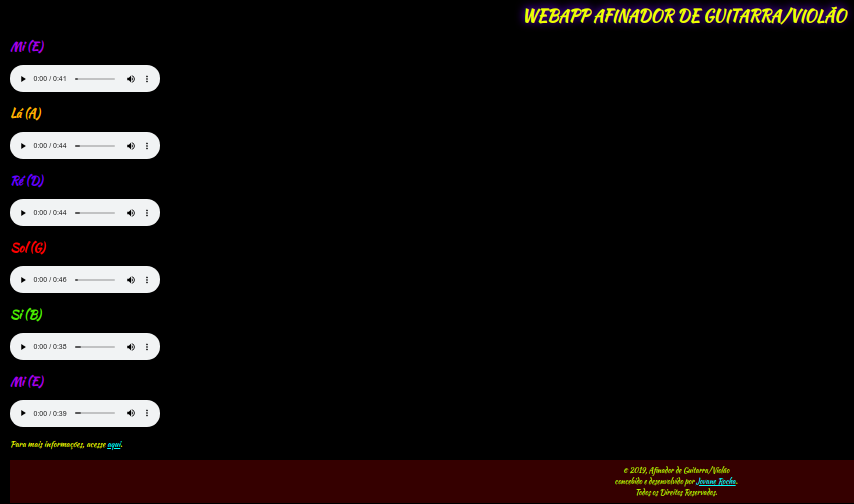 WEBAPP AFINADOR DE GUITARRA/VIOLÃO
Mi (E)
0:00 / 0:41
Lá (A)
0:00 / 0:44
Ré (D)
0:00 / 0:44
Sol (G)
0:00 / 0:46
Si (B)
0:00 / 0:38
Mi (E)
0:00 / 0:39
Para mais informações, acesse aqui.
© 2019, Afinador de Guitarra/Violão
concebido e desenvolvido por Jovane Rocha.
Todos os Direitos Reservados.